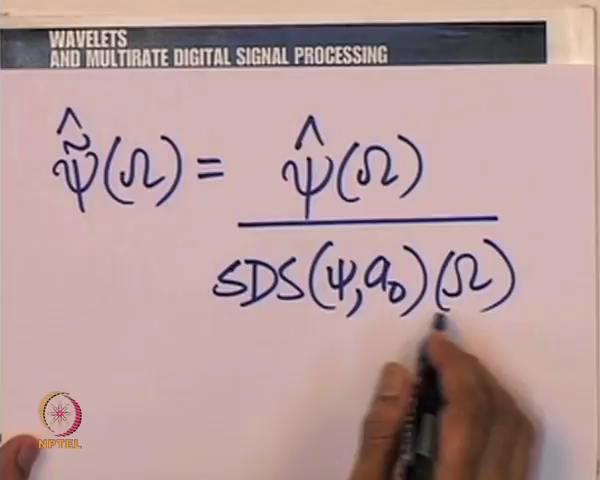 WAVELETS
AND MULTIRATE DIGITAL SIGNAL PROCESSING
ψ̃̂(Ω) = ψ̂(Ω)
SDS(ψ,a₀)(Ω)
NPTEL